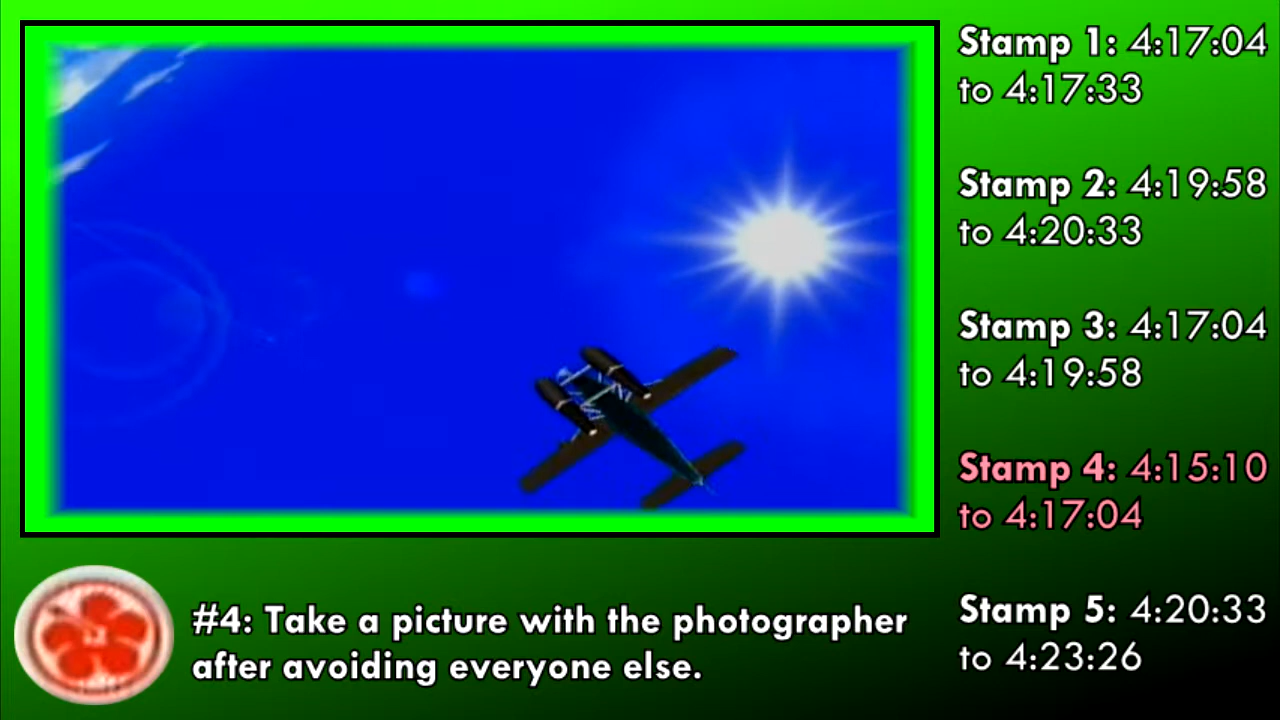 Stamp 1: 4:17:04
to 4:17:33
Stamp 2: 4:19:58
to 4:20:33
Stamp 3: 4:17:04
to 4:19:58
Stamp 4: 4:15:10
to 4:17:04
Stamp 5: 4:20:33
to 4:23:26
#4: Take a picture with the photographer
after avoiding everyone else.